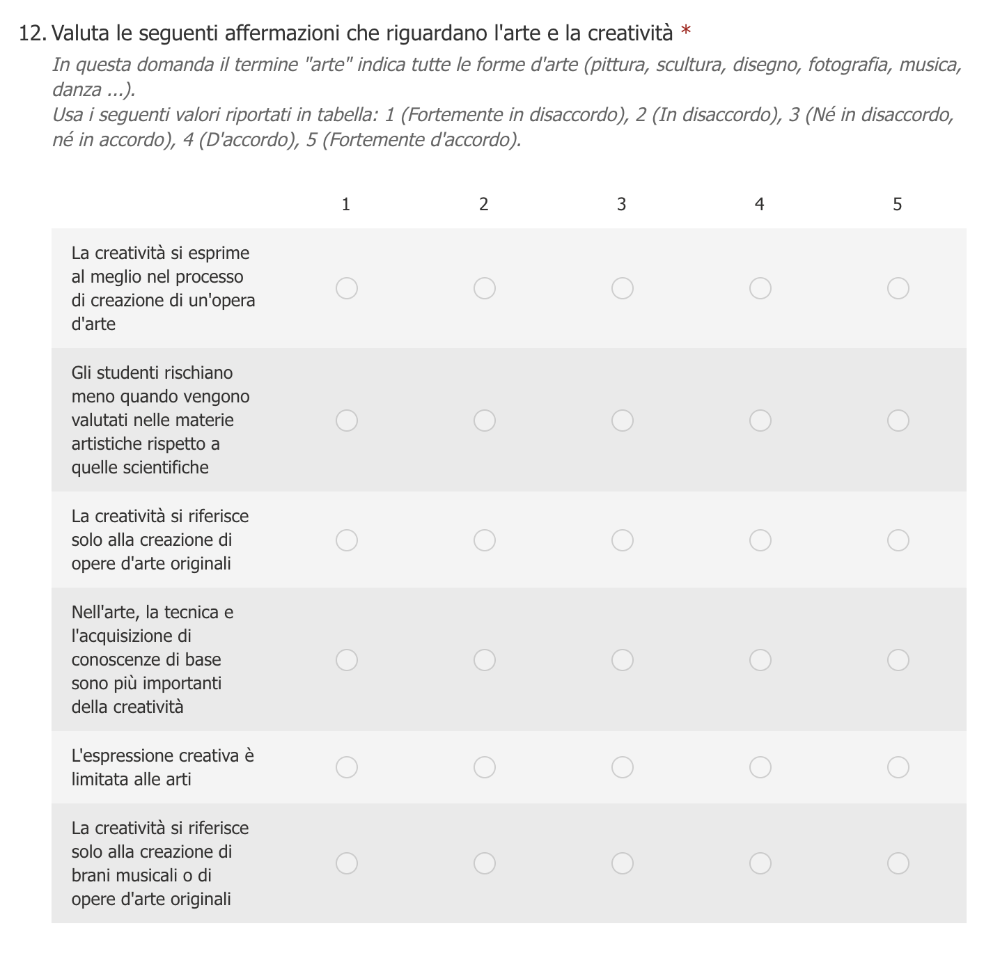 12. Valuta le seguenti affermazioni che riguardano l'arte e la creatività *
In questa domanda il termine "arte" indica tutte le forme d'arte (pittura, scultura, disegno, fotografia, musica,
danza ...).
Usa i seguenti valori riportati in tabella: 1 (Fortemente in disaccordo), 2 (In disaccordo), 3 (Né in disaccordo,
né in accordo), 4 (D'accordo), 5 (Fortemente d'accordo).
1 2 3 4 5
La creatività si esprime
al meglio nel processo
di creazione di un'opera
d'arte
Gli studenti rischiano
meno quando vengono
valutati nelle materie
artistiche rispetto a
quelle scientifiche
La creatività si riferisce
solo alla creazione di
opere d'arte originali
Nell'arte, la tecnica e
l'acquisizione di
conoscenze di base
sono più importanti
della creatività
L'espressione creativa è
limitata alle arti
La creatività si riferisce
solo alla creazione di
brani musicali o di
opere d'arte originali